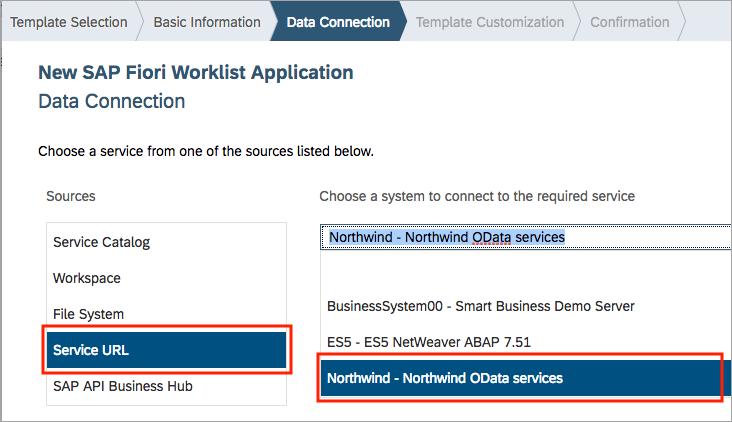 Template Selection
Basic Information
Data Connection
Template Customization
Confirmation
New SAP Fiori Worklist Application
Data Connection
Choose a service from one of the sources listed below.
Sources
Choose a system to connect to the required service
Service Catalog
Workspace
File System
Service URL
SAP API Business Hub
Northwind - Northwind OData services
BusinessSystem00 - Smart Business Demo Server
ES5 - ES5 NetWeaver ABAP 7.51
Northwind - Northwind OData services